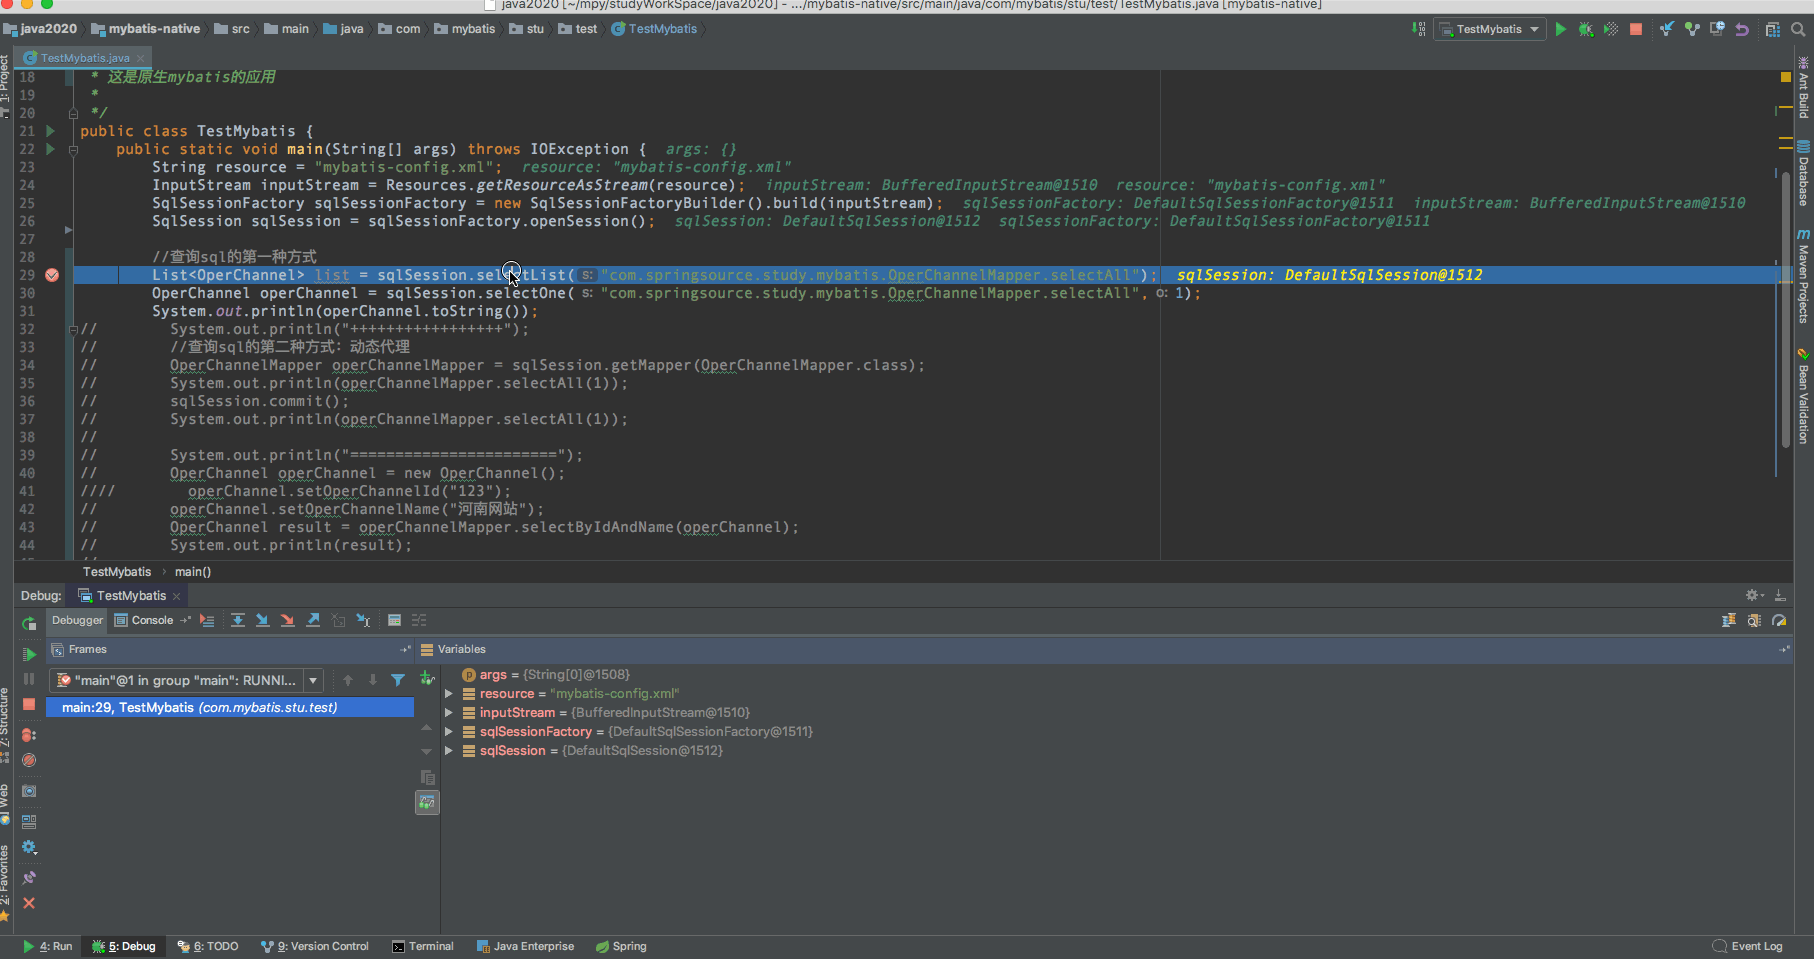 java2020 [~/mpy/studyWorkSpace/java2020] - .../mybatis-native/src/main/java/com/mybatis/stu/test/TestMybatis.java [mybatis-native]
java2020 mybatis-native src main java com mybatis stu test TestMybatis TestMybatis
TestMybatis.java
1: Project
18 * 这是原生mybatis的应用
19 *
20 */
21 public class TestMybatis {
22 public static void main(String[] args) throws IOException { args: {}
23 String resource = "mybatis-config.xml"; resource: "mybatis-config.xml"
24 InputStream inputStream = Resources.getResourceAsStream(resource); inputStream: BufferedInputStream@1510 resource: "mybatis-config.xml"
25 SqlSessionFactory sqlSessionFactory = new SqlSessionFactoryBuilder().build(inputStream); sqlSessionFactory: DefaultSqlSessionFactory@1511 inputStream: BufferedInputStream@1510
26 SqlSession sqlSession = sqlSessionFactory.openSession(); sqlSession: DefaultSqlSession@1512 sqlSessionFactory: DefaultSqlSessionFactory@1511
27
28 //查询sql的第一种方式
29 List<OperChannel> list = sqlSession.selectList( s: "com.springsource.study.mybatis.OperChannelMapper.selectAll"); sqlSession: DefaultSqlSession@1512
30 OperChannel operChannel = sqlSession.selectOne( s: "com.springsource.study.mybatis.OperChannelMapper.selectAll", o: 1);
31 System.out.println(operChannel.toString());
32 // System.out.println("+++++++++++++++++");
33 // //查询sql的第二种方式：动态代理
34 // OperChannelMapper operChannelMapper = sqlSession.getMapper(OperChannelMapper.class);
35 // System.out.println(operChannelMapper.selectAll(1));
36 // sqlSession.commit();
37 // System.out.println(operChannelMapper.selectAll(1));
38 //
39 // System.out.println("=======================");
40 // OperChannel operChannel = new OperChannel();
41 //// operChannel.setOperChannelId("123");
42 // operChannel.setOperChannelName("河南网站");
43 // OperChannel result = operChannelMapper.selectByIdAndName(operChannel);
44 // System.out.println(result);
Ant Build
Database
Maven Projects
Bean Validation
TestMybatis › main()
Debug: TestMybatis
Debugger Console
Frames Variables
"main"@1 in group "main": RUNNI...
main:29, TestMybatis (com.mybatis.stu.test)
args = {String[0]@1508}
resource = "mybatis-config.xml"
inputStream = {BufferedInputStream@1510}
sqlSessionFactory = {DefaultSqlSessionFactory@1511}
sqlSession = {DefaultSqlSession@1512}
Z: Structure
Web
2: Favorites
4: Run 5: Debug 6: TODO 9: Version Control Terminal Java Enterprise Spring Event Log